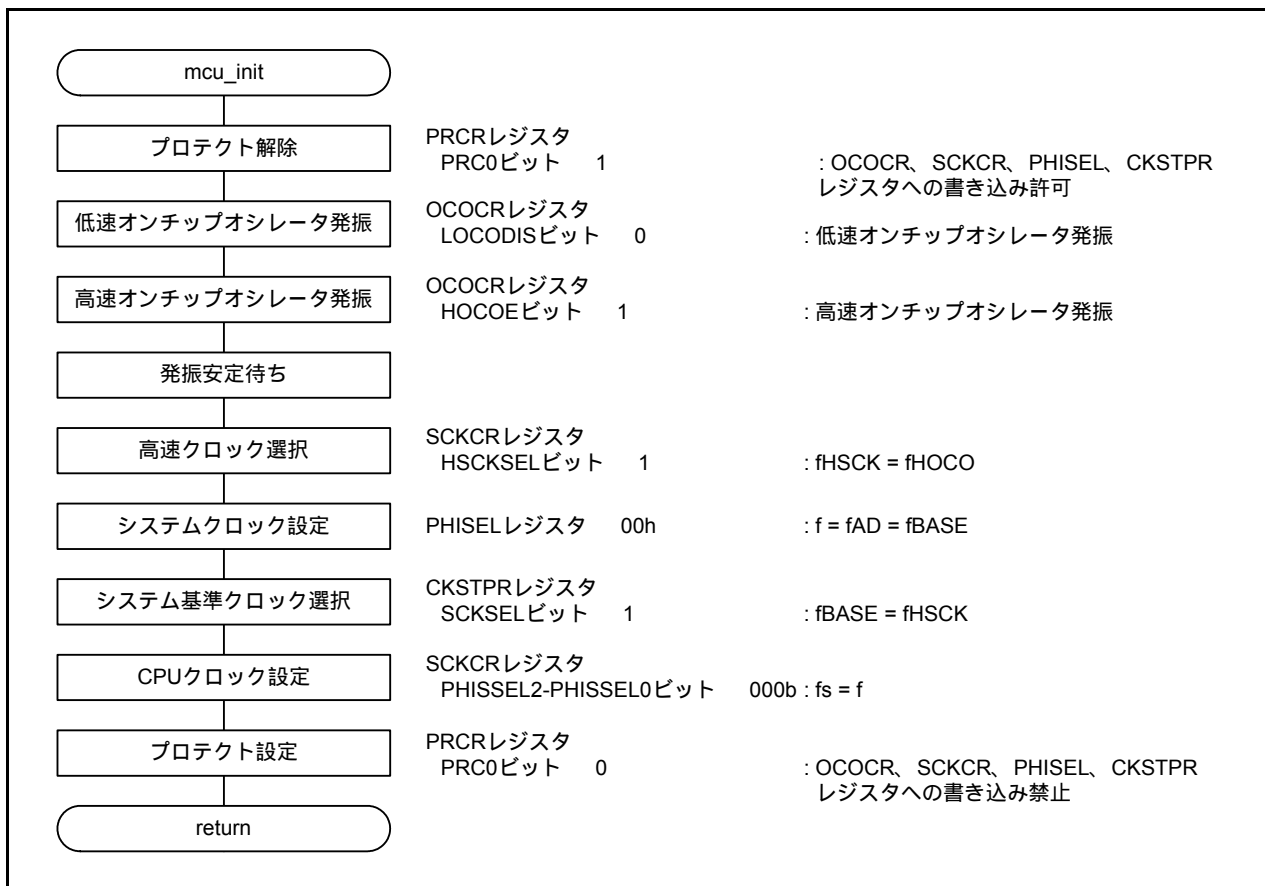 mcu_init
プロテクト解除
PRCRレジスタ
PRC0ビット 1 : OCOCR、SCKCR、PHISEL、CKSTPR
レジスタへの書き込み許可
低速オンチップオシレータ発振
OCOCRレジスタ
LOCODISビット 0 : 低速オンチップオシレータ発振
高速オンチップオシレータ発振
OCOCRレジスタ
HOCOEビット 1 : 高速オンチップオシレータ発振
発振安定待ち
高速クロック選択
SCKCRレジスタ
HSCKSELビット 1 : fHSCK = fHOCO
システムクロック設定
PHISELレジスタ 00h : f = fAD = fBASE
システム基準クロック選択
CKSTPRレジスタ
SCKSELビット 1 : fBASE = fHSCK
CPUクロック設定
SCKCRレジスタ
PHISSEL2-PHISSEL0ビット 000b : fs = f
プロテクト設定
PRCRレジスタ
PRC0ビット 0 : OCOCR、SCKCR、PHISEL、CKSTPR
レジスタへの書き込み禁止
return